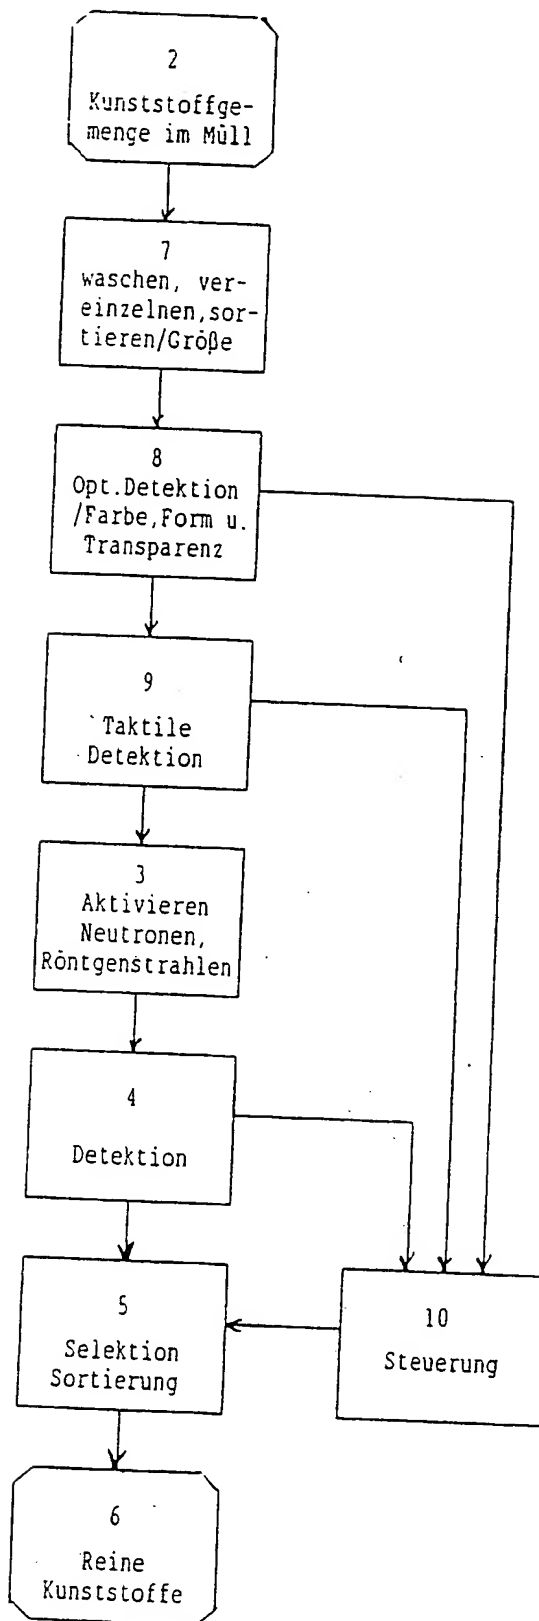 2
Kunststoffge-
menge im Müll
7
waschen, ver-
einzelnen,sor-
tieren/Größe
8
Opt.Detektion
/Farbe,Form u.
Transparenz
9
Taktile
Detektion
3
Aktivieren
Neutronen,
Röntgenstrahlen
4
Detektion
5
Selektion
Sortierung
10
Steuerung
6
Reine
Kunststoffe